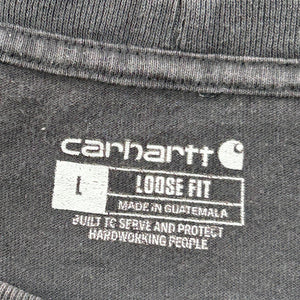 carhartt
L LOOSE FIT
MADE IN GUATEMALA
BUILT TO SERVE AND PROTECT
HARDWORKING PEOPLE